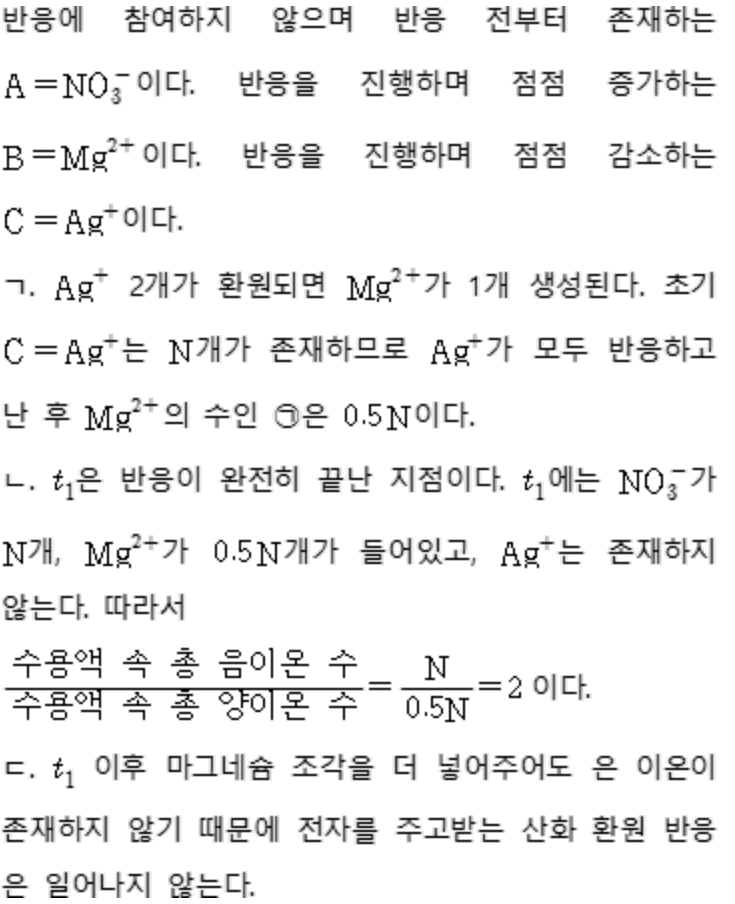 반응에 참여하지 않으며 반응 전부터 존재하는
A=NO₃⁻이다. 반응을 진행하며 점점 증가하는
B=Mg²⁺이다. 반응을 진행하며 점점 감소하는
C=Ag⁺이다.
ㄱ. Ag⁺ 2개가 환원되면 Mg²⁺가 1개 생성된다. 초기
C=Ag⁺는 N개가 존재하므로 Ag⁺가 모두 반응하고
난 후 Mg²⁺의 수인 ㉠은 0.5N이다.
ㄴ. t₁은 반응이 완전히 끝난 지점이다. t₁에는 NO₃⁻가
N개, Mg²⁺가 0.5N개가 들어있고, Ag⁺는 존재하지
않는다. 따라서
수용액 속 총 음이온 수/수용액 속 총 양이온 수 = N/0.5N = 2 이다.
ㄷ. t₁ 이후 마그네슘 조각을 더 넣어주어도 은 이온이
존재하지 않기 때문에 전자를 주고받는 산화 환원 반응
은 일어나지 않는다.